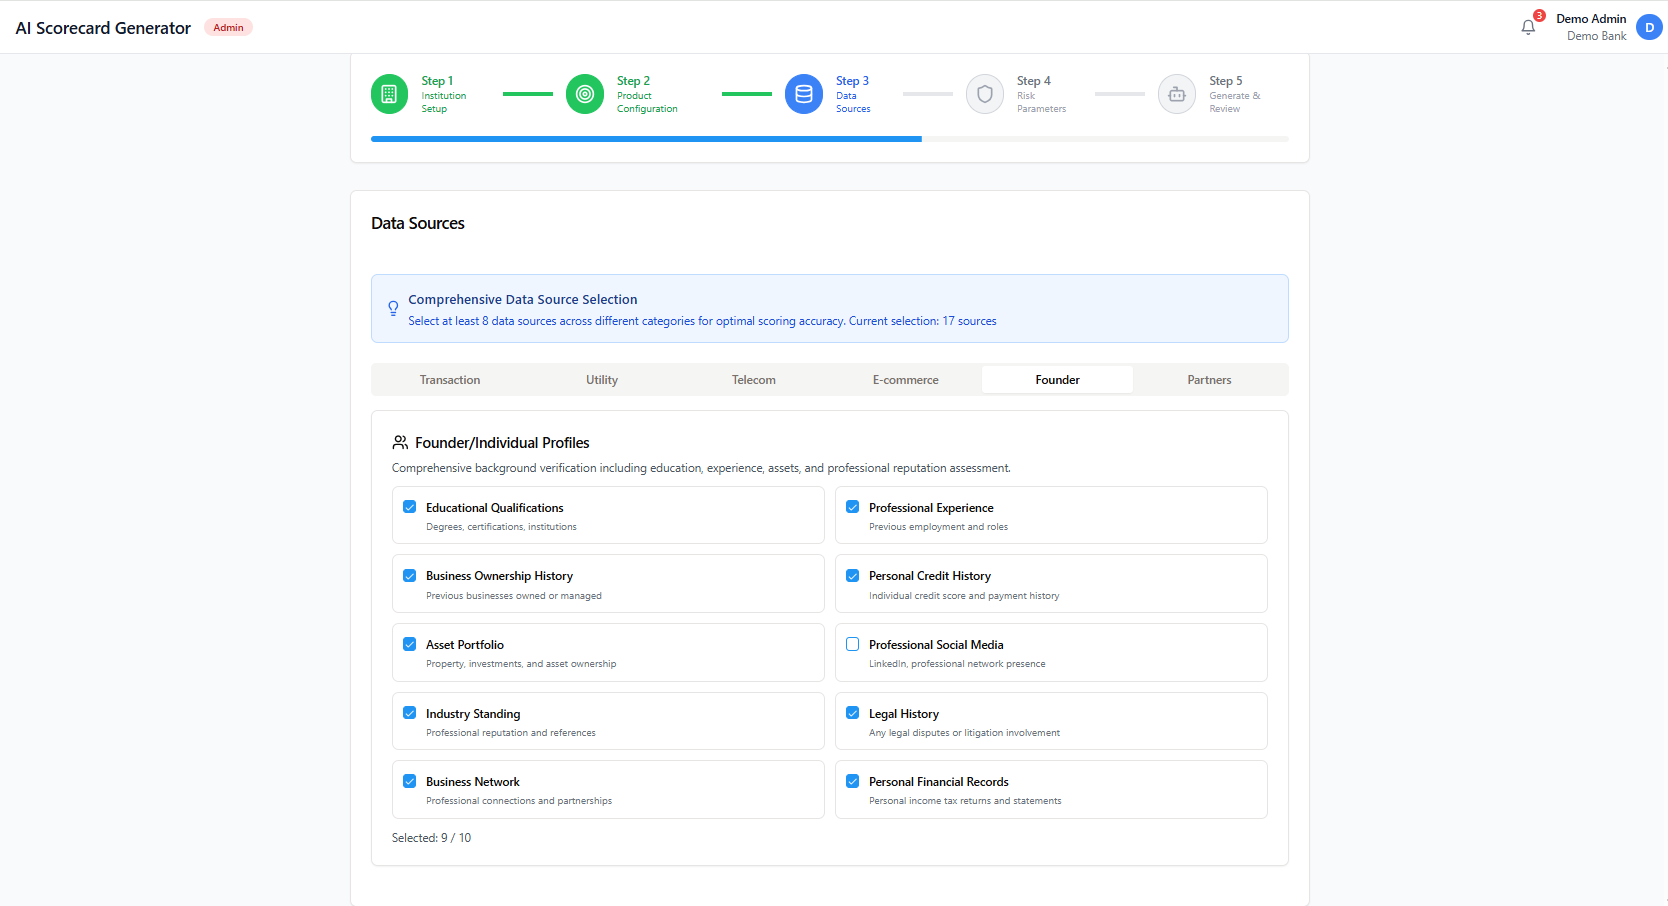 AI Scorecard Generator
Admin
3
Demo Admin
Demo Bank
D
Step 1
Institution
Setup
Step 2
Product
Configuration
Step 3
Data
Sources
Step 4
Risk
Parameters
Step 5
Generate &
Review
Data Sources
Comprehensive Data Source Selection
Select at least 8 data sources across different categories for optimal scoring accuracy. Current selection: 17 sources
Transaction
Utility
Telecom
E-commerce
Founder
Partners
Founder/Individual Profiles
Comprehensive background verification including education, experience, assets, and professional reputation assessment.
Educational Qualifications
Degrees, certifications, institutions
Professional Experience
Previous employment and roles
Business Ownership History
Previous businesses owned or managed
Personal Credit History
Individual credit score and payment history
Asset Portfolio
Property, investments, and asset ownership
Professional Social Media
LinkedIn, professional network presence
Industry Standing
Professional reputation and references
Legal History
Any legal disputes or litigation involvement
Business Network
Professional connections and partnerships
Personal Financial Records
Personal income tax returns and statements
Selected: 9 / 10